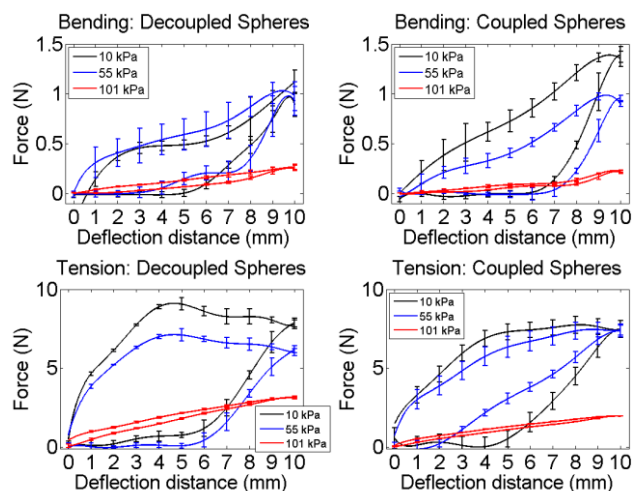 Bending: Decoupled Spheres
1.5
1
0.5
0
Force (N)
10 kPa
55 kPa
101 kPa
0 1 2 3 4 5 6 7 8 9 10
Deflection distance (mm)
Bending: Coupled Spheres
1.5
1
0.5
0
Force (N)
10 kPa
55 kPa
101 kPa
0 1 2 3 4 5 6 7 8 9 10
Deflection distance (mm)
Tension: Decoupled Spheres
10
5
0
Force (N)
10 kPa
55 kPa
101 kPa
0 1 2 3 4 5 6 7 8 9 10
Deflection distance (mm)
Tension: Coupled Spheres
10
5
0
Force (N)
10 kPa
55 kPa
101 kPa
0 1 2 3 4 5 6 7 8 9 10
Deflection distance (mm)